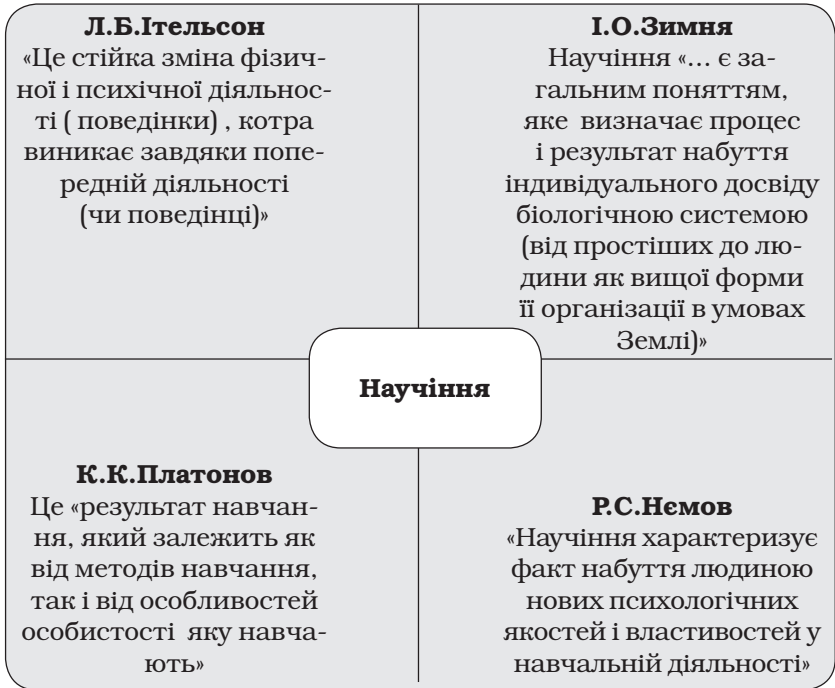 Л.Б.Ітельсон
«Це стійка зміна фізич-
ної і психічної діяльнос-
ті ( поведінки) , котра
виникає завдяки попе-
редній діяльності
(чи поведінці)»
І.О.Зимня
Научіння «... є за-
гальним поняттям,
яке визначає процес
і результат набуття
індивідуального досвіду
біологічною системою
(від простіших до лю-
дини як вищої форми
її організації в умовах
Землі)»
Научіння
К.К.Платонов
Це «результат навчан-
ня, який залежить як
від методів навчання,
так і від особливостей
особистості яку навча-
ють»
Р.С.Нємов
«Научіння характеризує
факт набуття людиною
нових психологічних
якостей і властивостей у
навчальній діяльності»